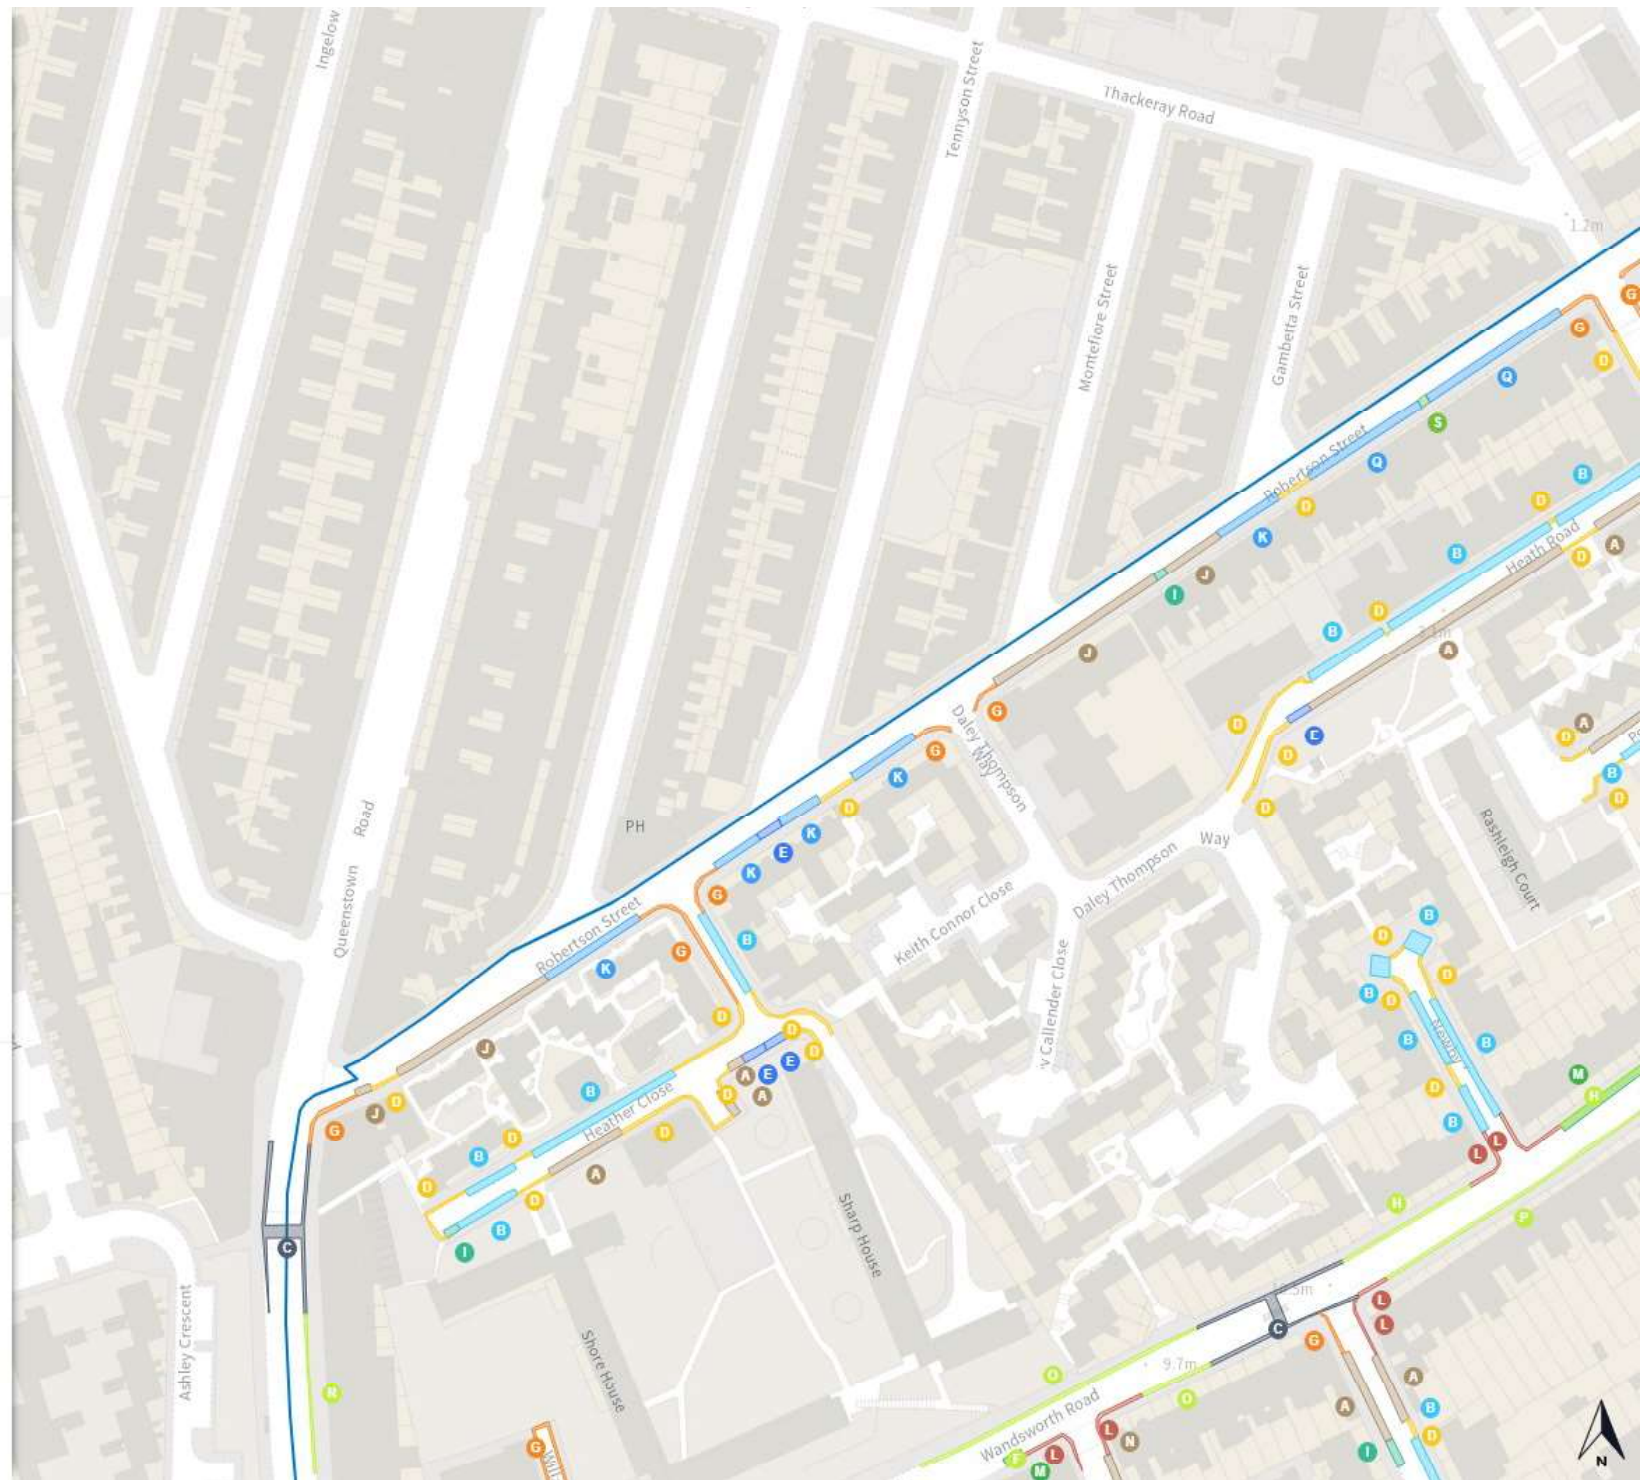 Ingelow
Tennyson Street
Thackeray Road
1.2m
G
Montefiore Street
Gambetta Street
G
D
Q
S
Robertson Street
Q
B
D
D
K
B
Heath Road
A
D
J
I
D
B
A
J
G
Daley Thompson
Way
D
E
D
A
D
B
D
G
K
D
D
PH
K
E
K
Road
Queenstown
Way
Daley Thompson
Rashleigh Court
G
Keith Connor Close
B
Robertson Street
G
K
B
D
D
B
D
B
B
D
D
D
J
E
A
E
D
A
B
Heather Close
M
H
D
J
D
G
D
D
B
B
L
L
D
B
D
A
D
B
I
H
P
C
Sharp House
Ashley Crescent
Shore House
9.7m
C
L
L
G
R
O
O
A
A
B
D
I
Wandsworth Road
L
N
F
L
M
G
N